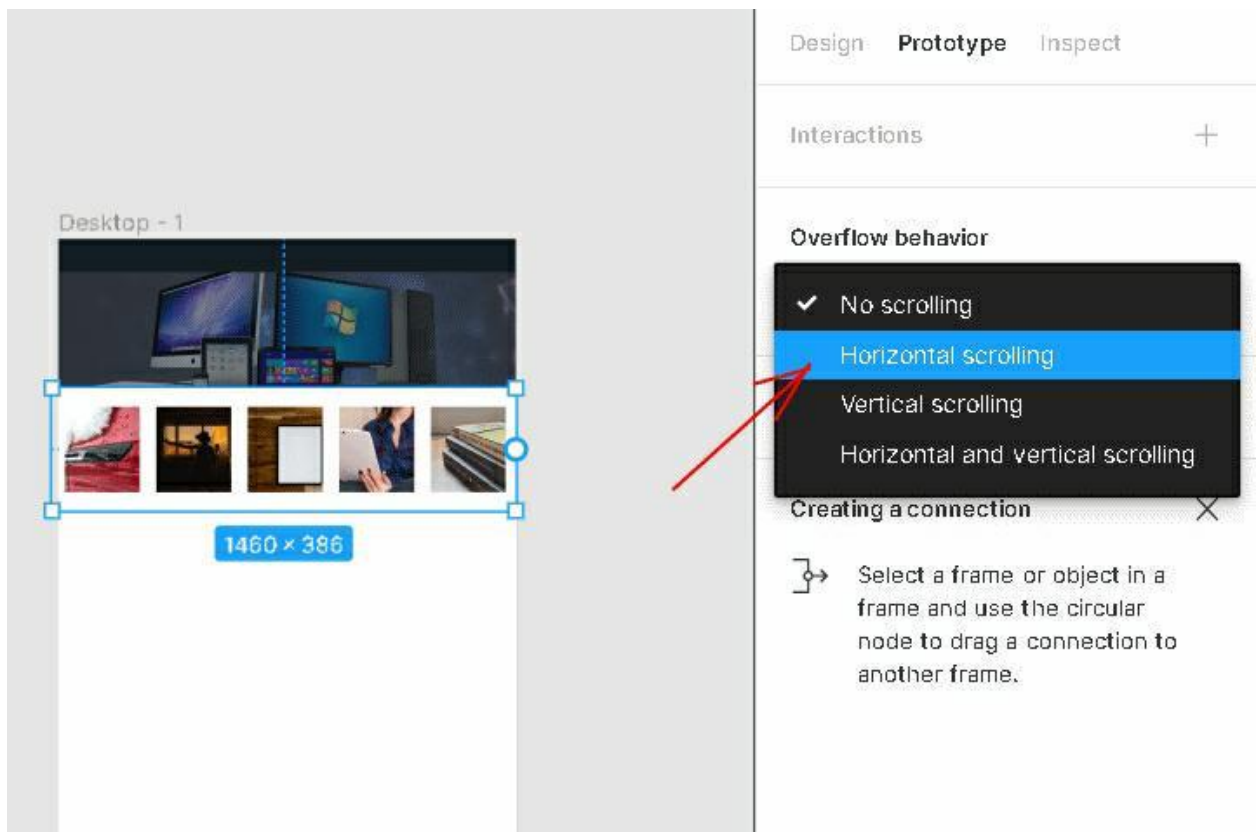 Design Prototype Inspect
Interactions
Desktop - 1
Overflow behavior
No scrolling
Horizontal scrolling
Vertical scrolling
Horizontal and vertical scrolling
Creating a connection
1460 × 386
Select a frame or object in a
frame and use the circular
node to drag a connection to
another frame.